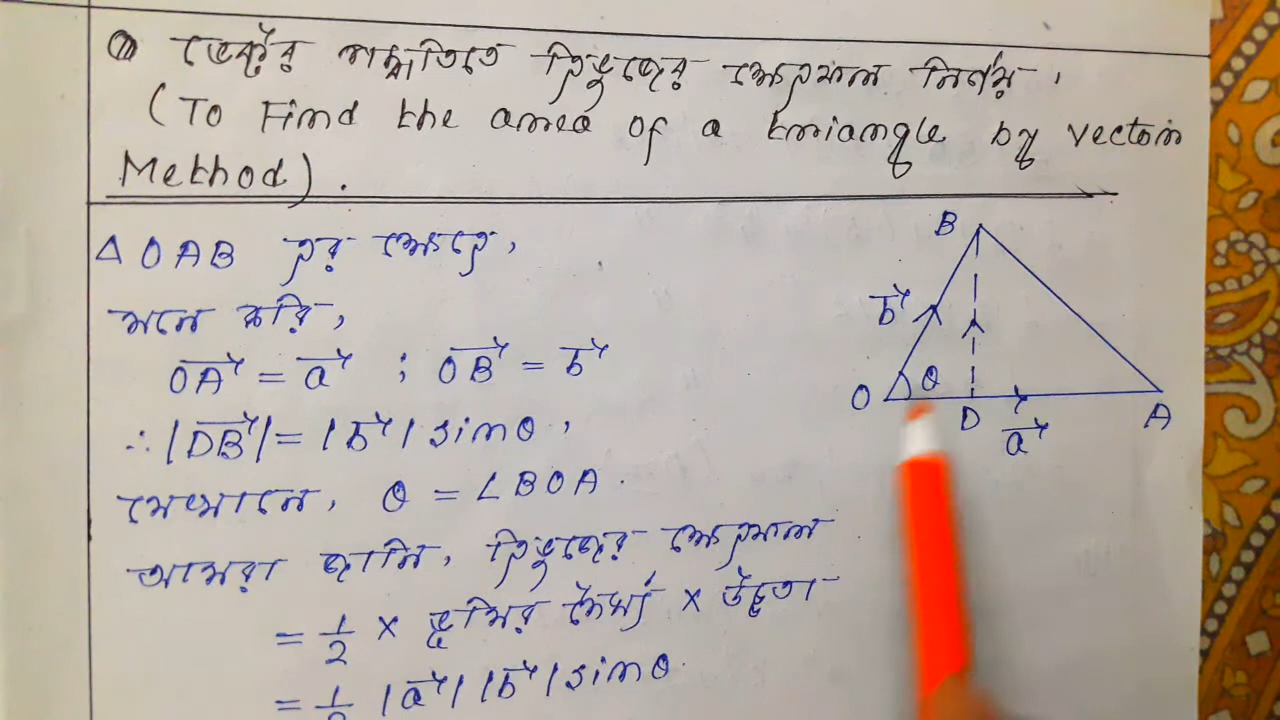 ভেক্টর পদ্ধতিতে ত্রিভুজের ক্ষেত্রফল নির্ণয়।
(To Find the area of a triangle by vector
Method).
△OAB এর ক্ষেত্রে,
মনে করি,
OA⃗ = a⃗ ; OB⃗ = b⃗
∴ |DB⃗| = |b⃗| sinθ,
যেখানে, θ = ∠BOA.
আমরা জানি, ত্রিভুজের ক্ষেত্রফল
= 1/2 × ভূমির দৈর্ঘ্য × উচ্চতা
= 1/2 |a⃗| |b⃗| sinθ.
B
b⃗
θ
O D A
a⃗